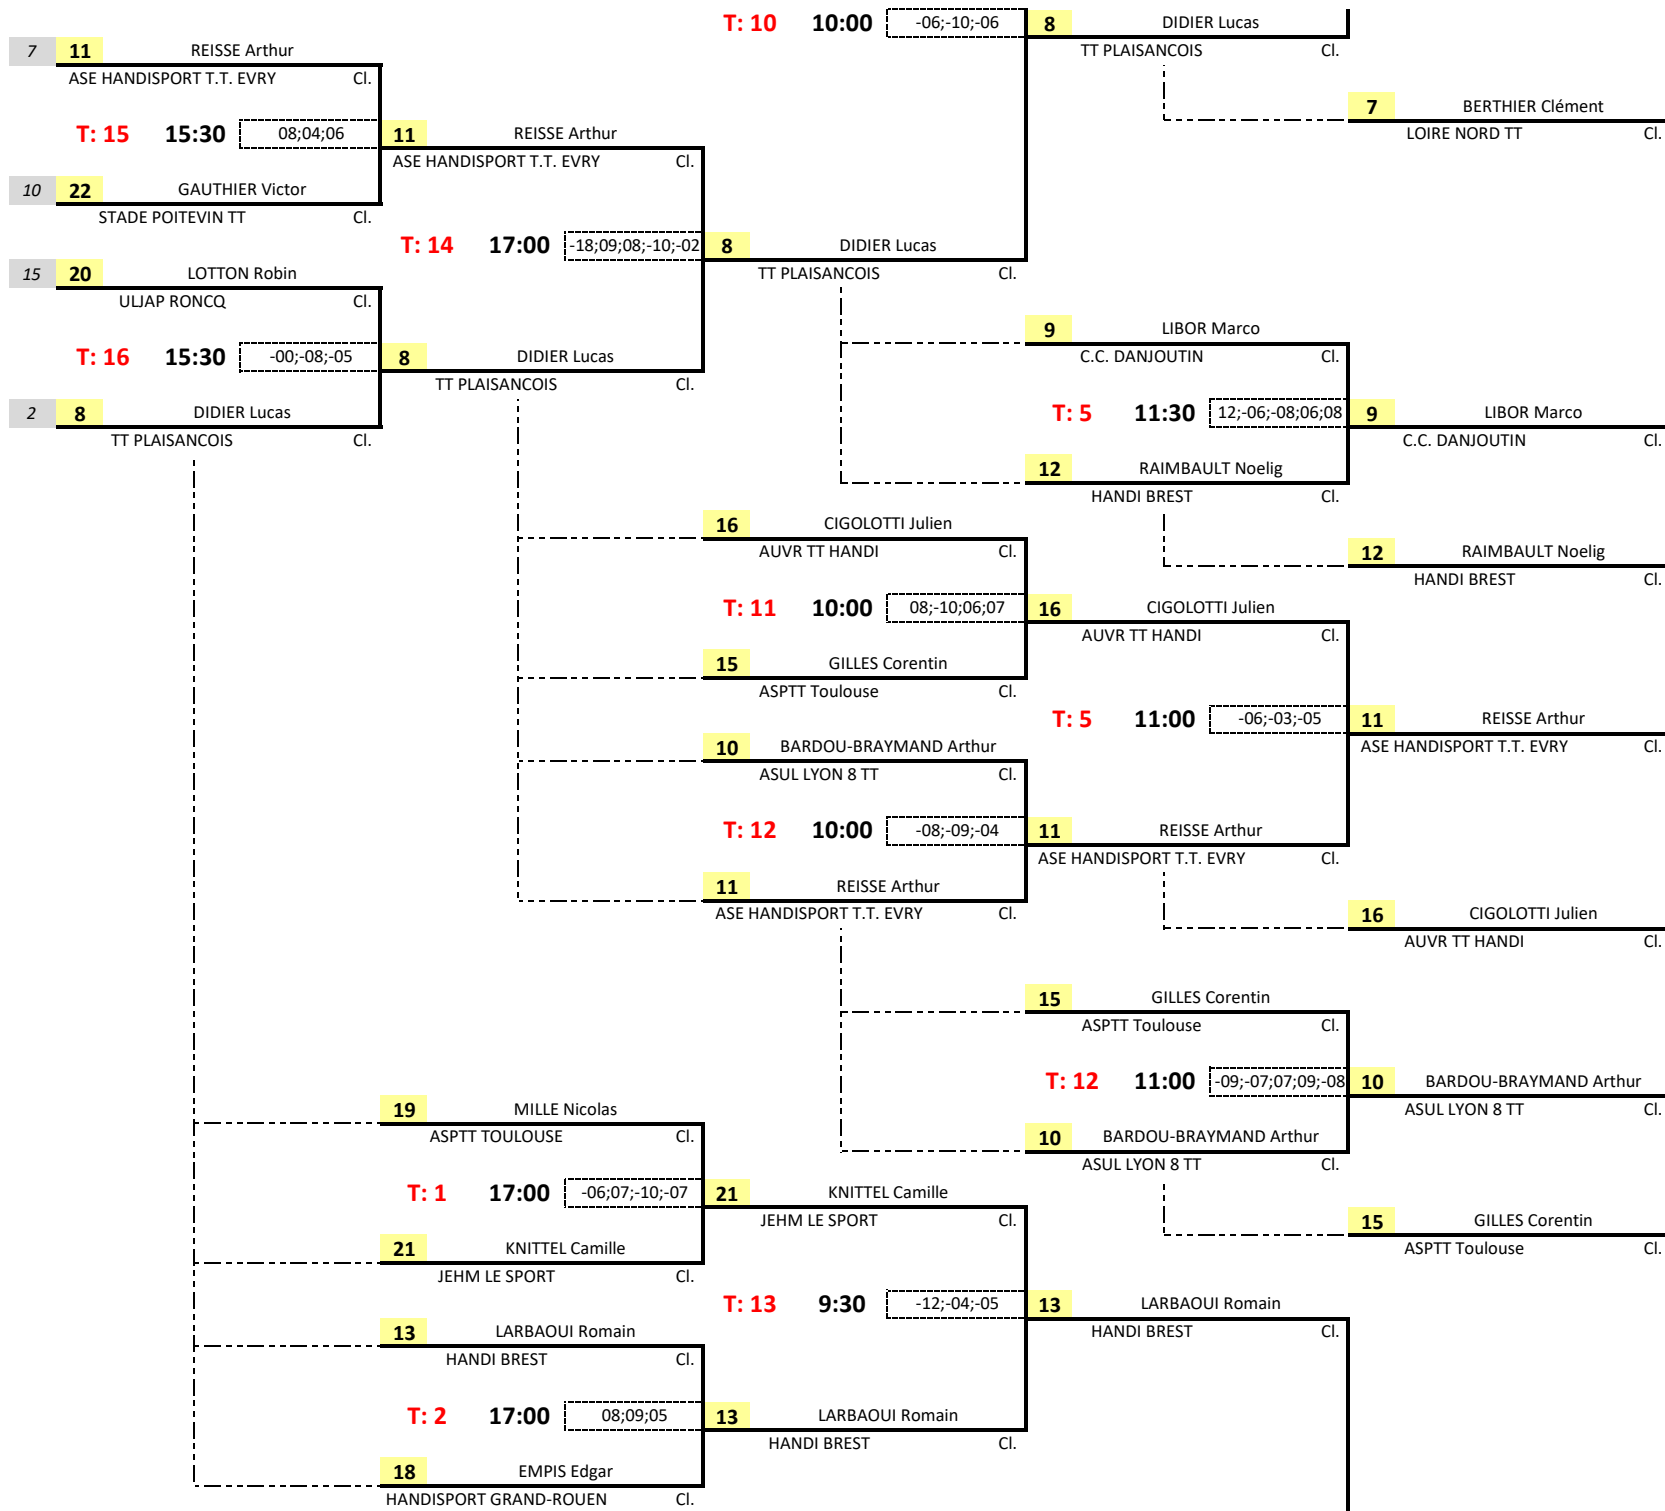 T: 10 10:00 -06;-10;-06 8 DIDIER Lucas
TT PLAISANCOIS Cl.
7 11 REISSE Arthur
ASE HANDISPORT T.T. EVRY Cl.
7 BERTHIER Clément
LOIRE NORD TT Cl.
T: 15 15:30 08;04;06 11 REISSE Arthur
ASE HANDISPORT T.T. EVRY Cl.
10 22 GAUTHIER Victor
STADE POITEVIN TT Cl.
T: 14 17:00 -18;09;08;-10;-02 8 DIDIER Lucas
TT PLAISANCOIS Cl.
15 20 LOTTON Robin
ULJAP RONCQ Cl.
9 LIBOR Marco
C.C. DANJOUTIN Cl.
T: 16 15:30 -00;-08;-05 8 DIDIER Lucas
TT PLAISANCOIS Cl.
2 8 DIDIER Lucas
TT PLAISANCOIS Cl.
T: 5 11:30 12;-06;-08;06;08 9 LIBOR Marco
C.C. DANJOUTIN Cl.
12 RAIMBAULT Noelig
HANDI BREST Cl.
16 CIGOLOTTI Julien
AUVR TT HANDI Cl.
12 RAIMBAULT Noelig
HANDI BREST Cl.
T: 11 10:00 08;-10;06;07 16 CIGOLOTTI Julien
AUVR TT HANDI Cl.
15 GILLES Corentin
ASPTT Toulouse Cl.
T: 5 11:00 -06;-03;-05 11 REISSE Arthur
ASE HANDISPORT T.T. EVRY Cl.
10 BARDOU-BRAYMAND Arthur
ASUL LYON 8 TT Cl.
T: 12 10:00 -08;-09;-04 11 REISSE Arthur
ASE HANDISPORT T.T. EVRY Cl.
11 REISSE Arthur
ASE HANDISPORT T.T. EVRY Cl.
16 CIGOLOTTI Julien
AUVR TT HANDI Cl.
15 GILLES Corentin
ASPTT Toulouse Cl.
T: 12 11:00 -09;-07;07;09;-08 10 BARDOU-BRAYMAND Arthur
ASUL LYON 8 TT Cl.
19 MILLE Nicolas
ASPTT TOULOUSE Cl.
10 BARDOU-BRAYMAND Arthur
ASUL LYON 8 TT Cl.
T: 1 17:00 -06;07;-10;-07 21 KNITTEL Camille
JEHM LE SPORT Cl.
15 GILLES Corentin
ASPTT Toulouse Cl.
21 KNITTEL Camille
JEHM LE SPORT Cl.
T: 13 9:30 -12;-04;-05 13 LARBAOUI Romain
HANDI BREST Cl.
13 LARBAOUI Romain
HANDI BREST Cl.
T: 2 17:00 08;09;05 13 LARBAOUI Romain
HANDI BREST Cl.
18 EMPIS Edgar
HANDISPORT GRAND-ROUEN Cl.